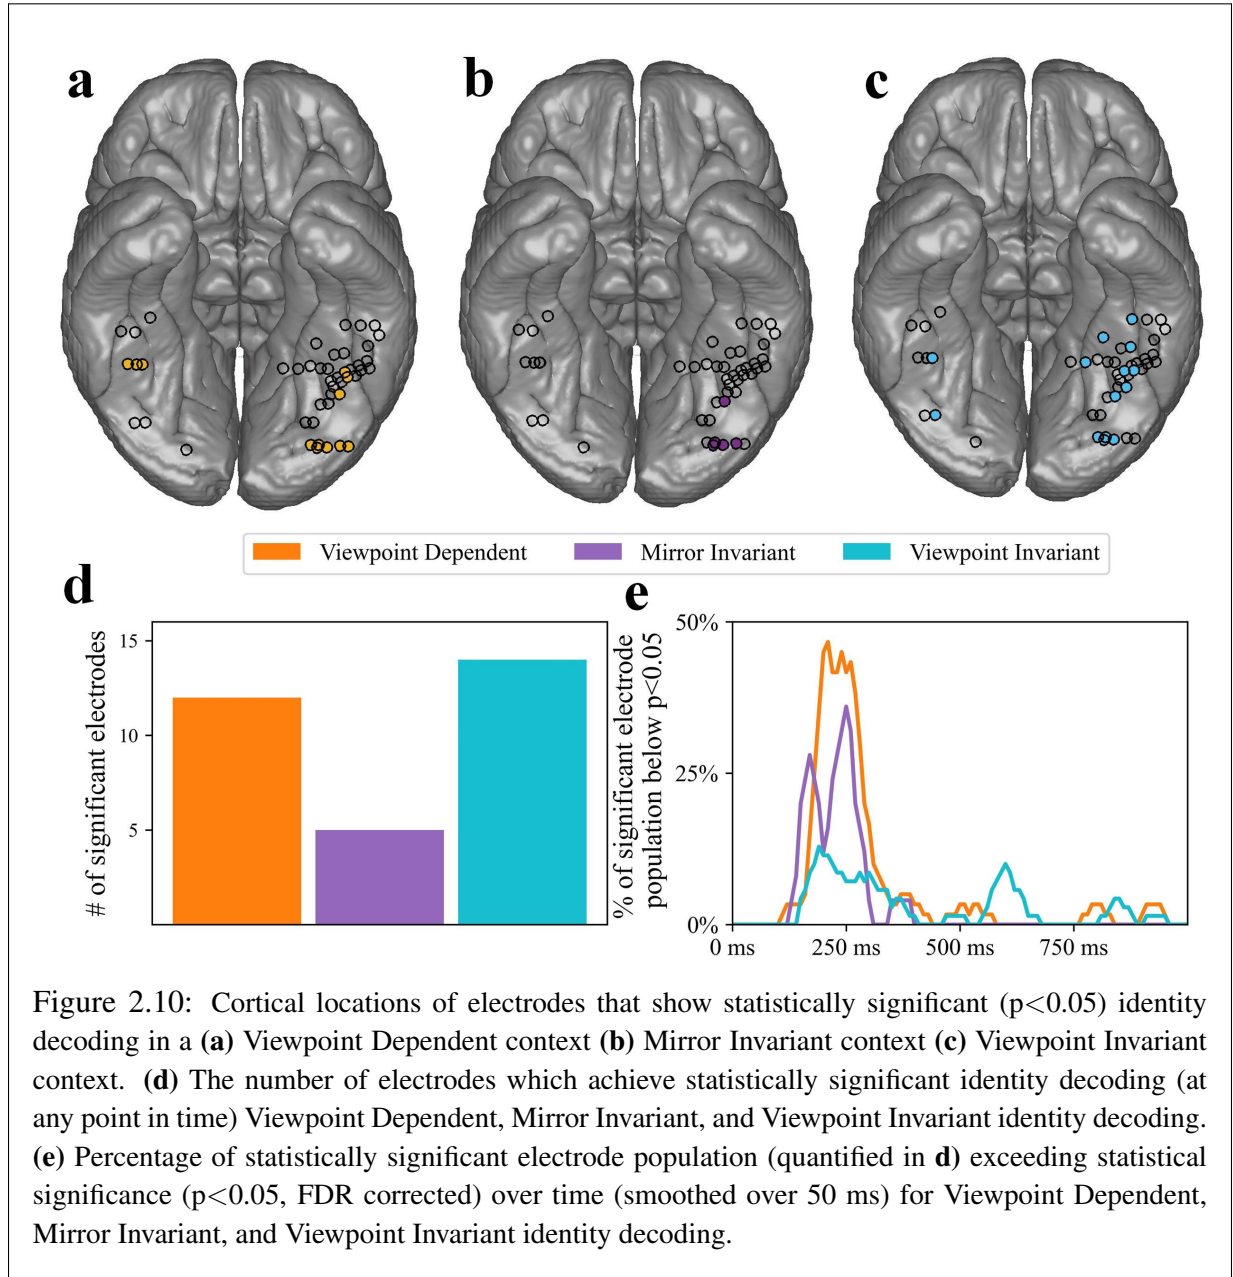 a
b
c
Viewpoint Dependent
Mirror Invariant
Viewpoint Invariant
d
# of significant electrodes
15
10
5
e
% of significant electrode
population below p<0.05
50%
25%
0%
0 ms
250 ms
500 ms
750 ms
Figure 2.10: Cortical locations of electrodes that show statistically significant (p<0.05) identity
decoding in a (a) Viewpoint Dependent context (b) Mirror Invariant context (c) Viewpoint Invariant
context. (d) The number of electrodes which achieve statistically significant identity decoding (at
any point in time) Viewpoint Dependent, Mirror Invariant, and Viewpoint Invariant identity decoding.
(e) Percentage of statistically significant electrode population (quantified in d) exceeding statistical
significance (p<0.05, FDR corrected) over time (smoothed over 50 ms) for Viewpoint Dependent,
Mirror Invariant, and Viewpoint Invariant identity decoding.